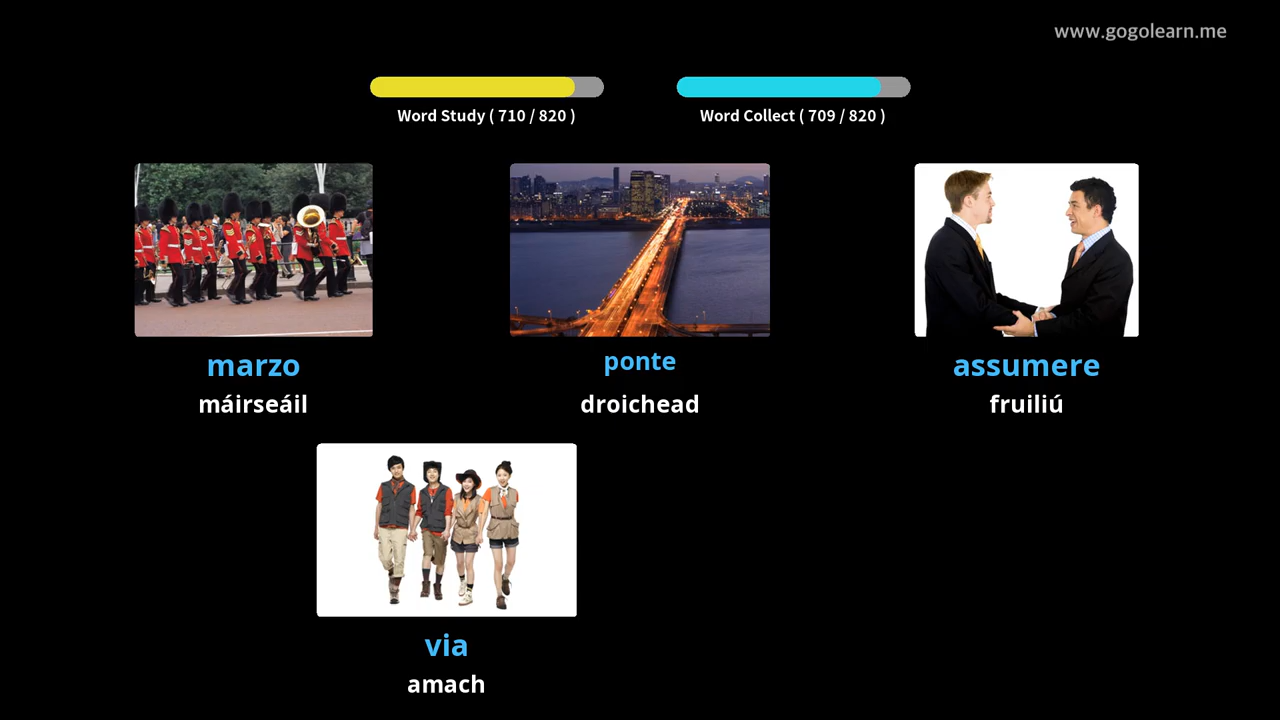 www.gogolearn.me
Word Study ( 710 / 820 )
Word Collect ( 709 / 820 )
marzo
máirseáil
ponte
droichead
assumere
fruiliú
via
amach